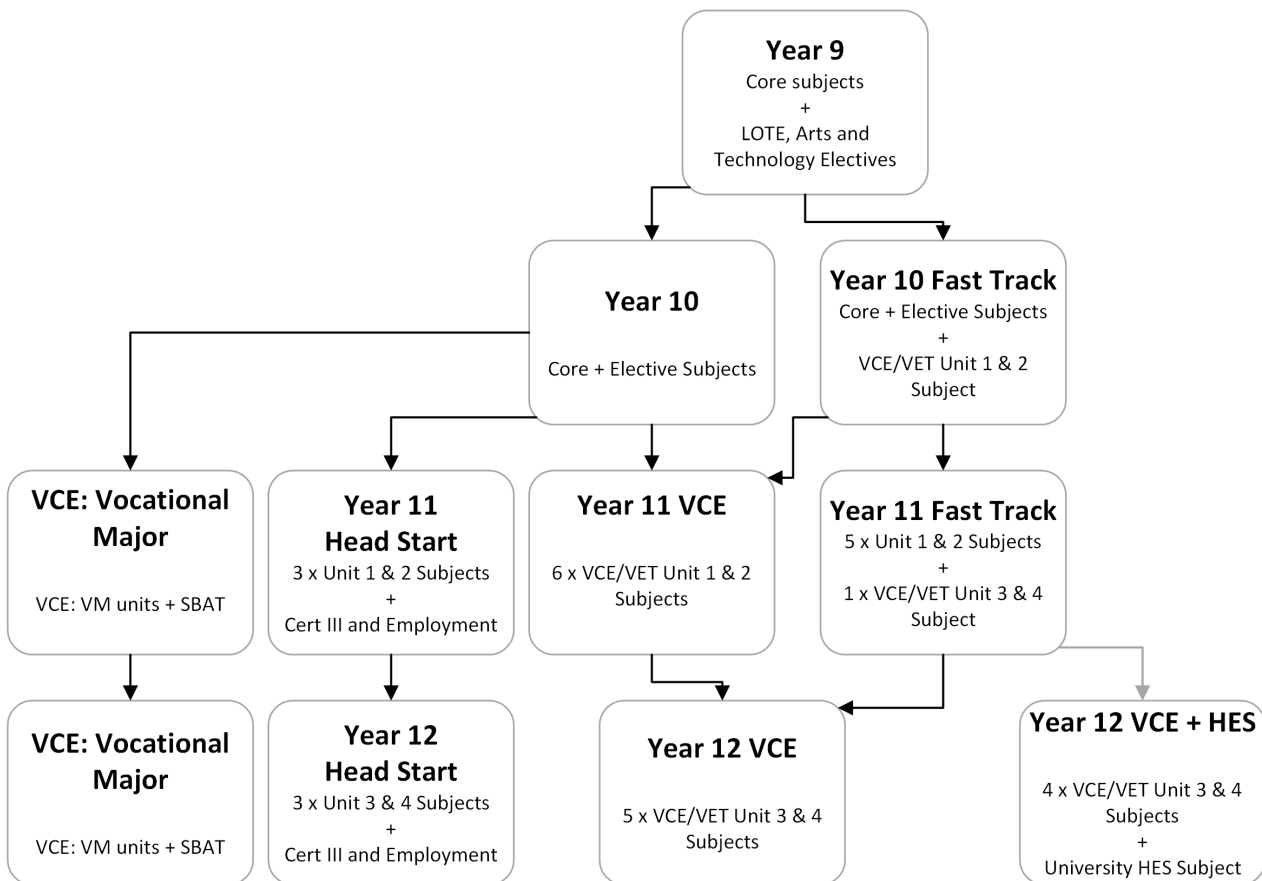 Year 9
Core subjects
+
LOTE, Arts and
Technology Electives
Year 10
Core + Elective Subjects
Year 10 Fast Track
Core + Elective Subjects
+
VCE/VET Unit 1 & 2
Subject
VCE: Vocational
Major
VCE: VM units + SBAT
Year 11
Head Start
3 x Unit 1 & 2 Subjects
+
Cert III and Employment
Year 11 VCE
6 x VCE/VET Unit 1 & 2
Subjects
Year 11 Fast Track
5 x Unit 1 & 2 Subjects
+
1 x VCE/VET Unit 3 & 4
Subject
VCE: Vocational
Major
VCE: VM units + SBAT
Year 12
Head Start
3 x Unit 3 & 4 Subjects
+
Cert III and Employment
Year 12 VCE
5 x VCE/VET Unit 3 & 4
Subjects
Year 12 VCE + HES
4 x VCE/VET Unit 3 & 4
Subjects
+
University HES Subject